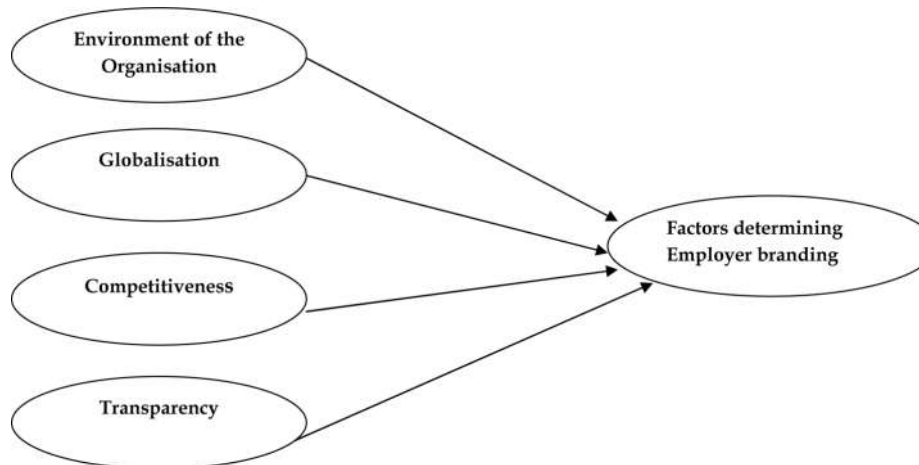 Environment of the
Organisation
Globalisation
Factors determining
Employer branding
Competitiveness
Transparency